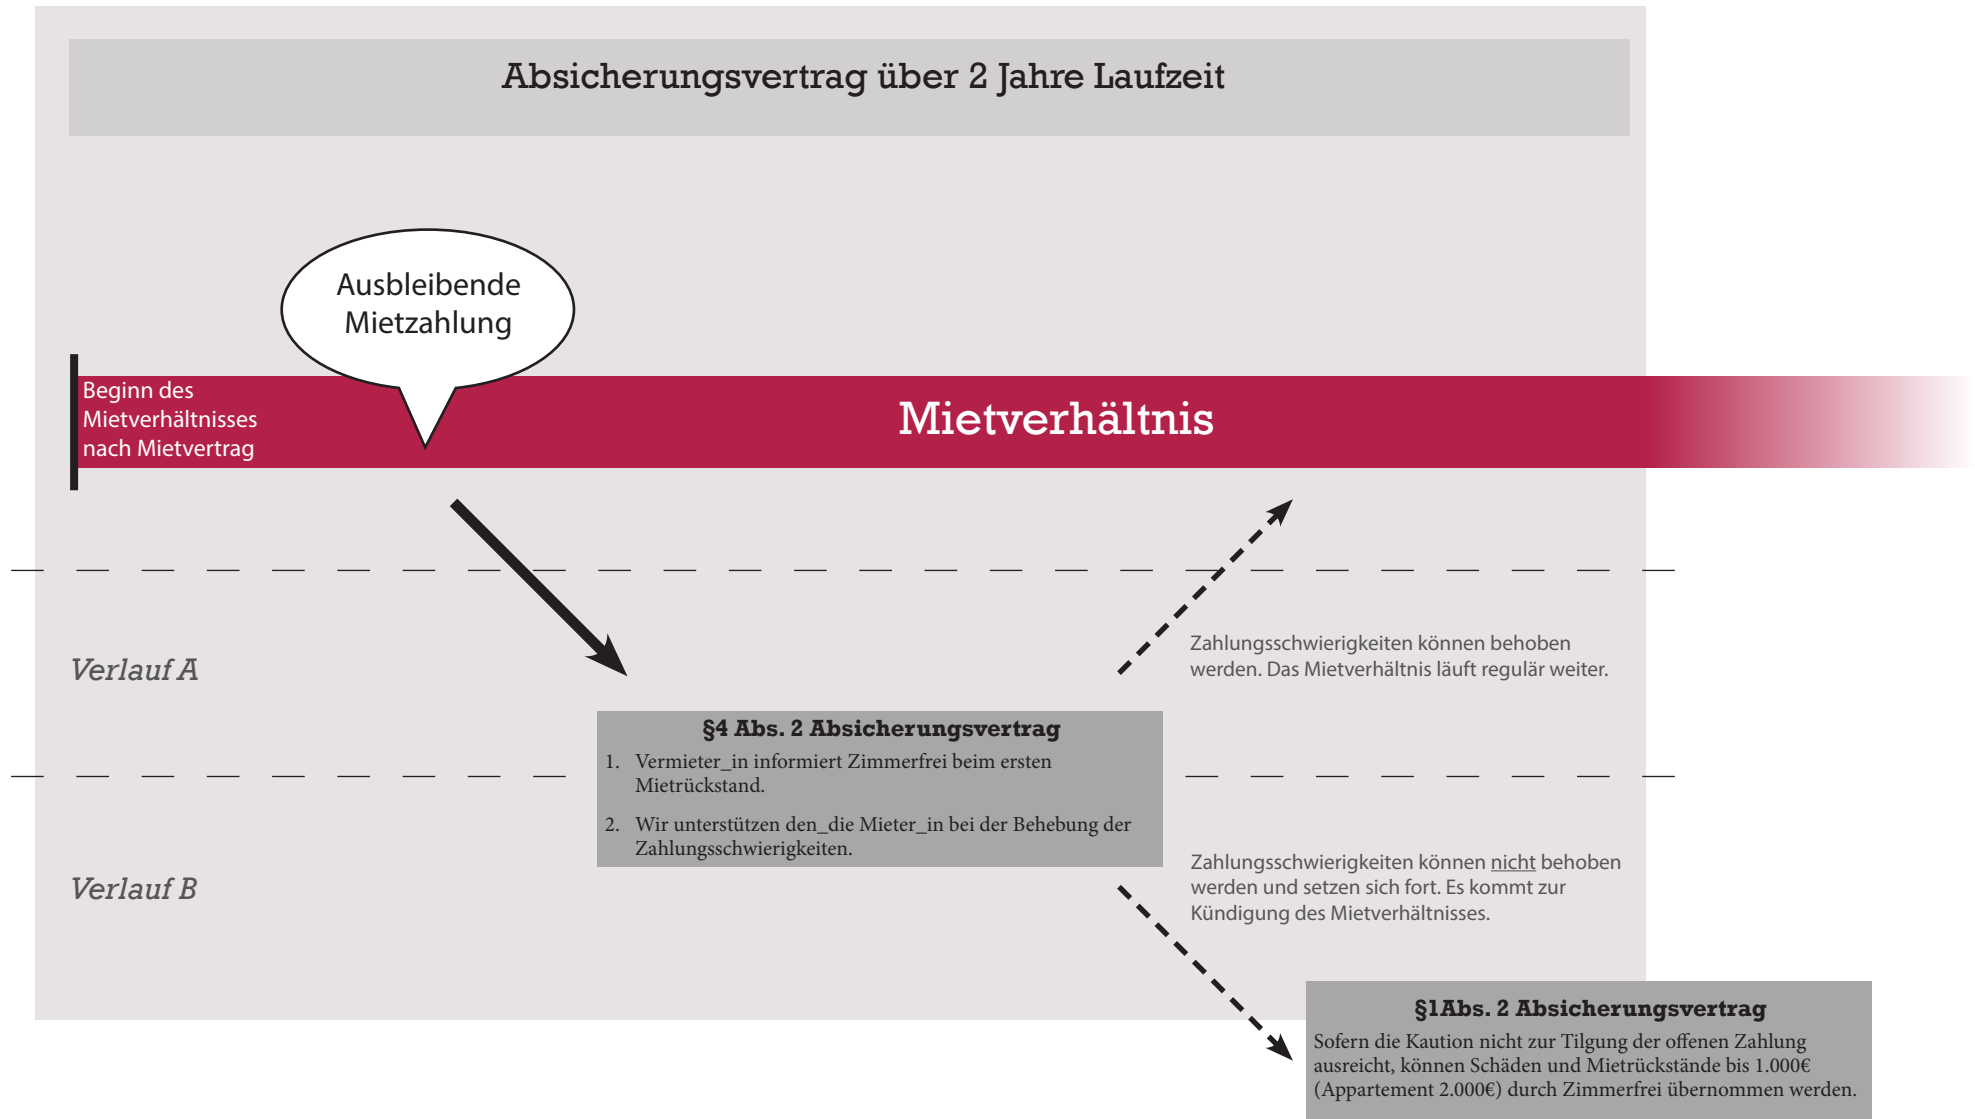 Absicherungsvertrag über 2 Jahre Laufzeit
Ausbleibende
Mietzahlung
Beginn des
Mietverhältnisses
nach Mietvertrag
Mietverhältnis
Verlauf A
Zahlungsschwierigkeiten können behoben
werden. Das Mietverhältnis läuft regulär weiter.
§4 Abs. 2 Absicherungsvertrag
1. Vermieter_in informiert Zimmerfrei beim ersten
Mietrückstand.
2. Wir unterstützen den_die Mieter_in bei der Behebung der
Zahlungsschwierigkeiten.
Verlauf B
Zahlungsschwierigkeiten können nicht behoben
werden und setzen sich fort. Es kommt zur
Kündigung des Mietverhältnisses.
§1Abs. 2 Absicherungsvertrag
Sofern die Kaution nicht zur Tilgung der offenen Zahlung
ausreicht, können Schäden und Mietrückstände bis 1.000€
(Appartement 2.000€) durch Zimmerfrei übernommen werden.